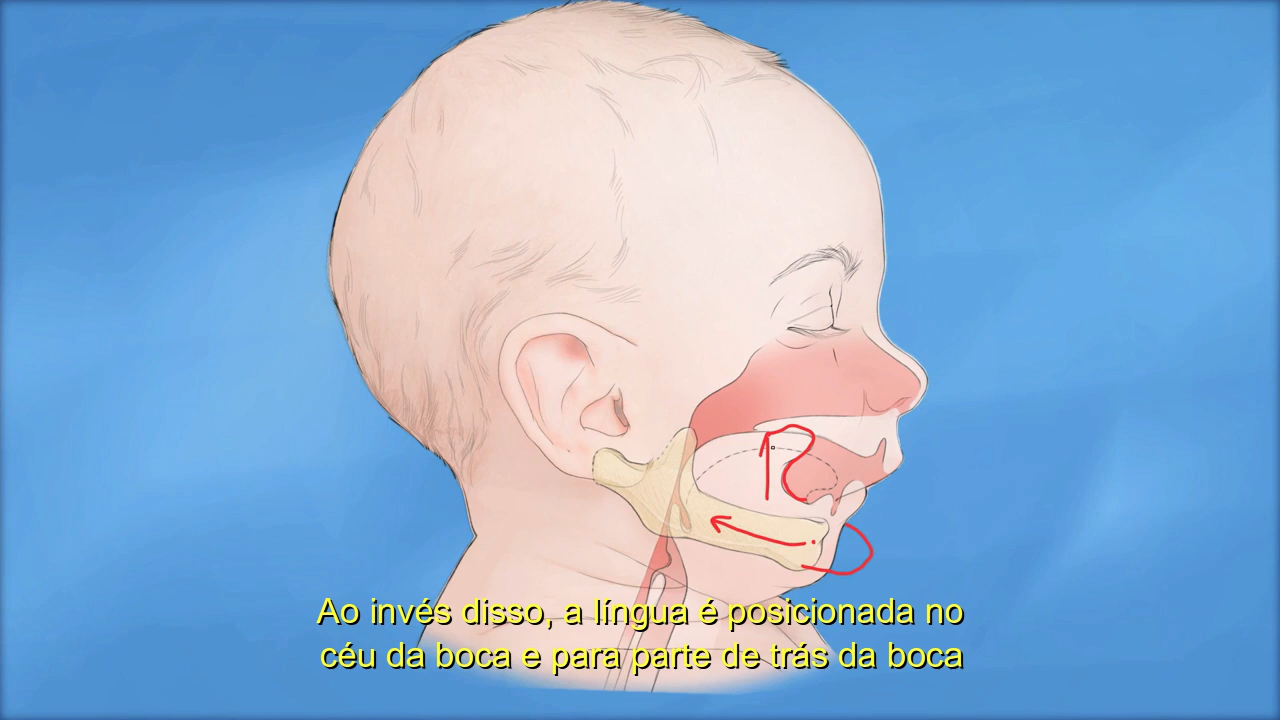 Ao invés disso, a língua é posicionada no
céu da boca e para parte de trás da boca